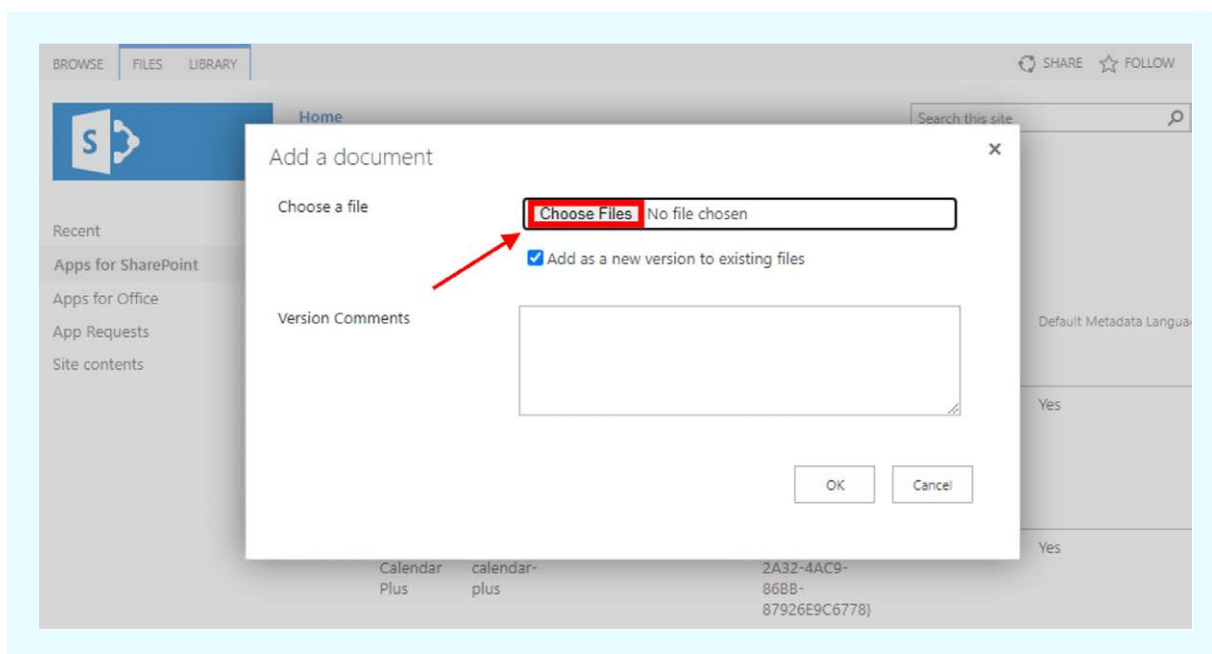 BROWSE FILES LIBRARY
SHARE FOLLOW
S
Home
Search this site
Add a document
Choose a file
Choose Files No file chosen
Recent
Add as a new version to existing files
Apps for SharePoint
Apps for Office
Version Comments
App Requests
Default Metadata
Site contents
Yes
OK Cancel
Yes
Calendar calendar- 2A32-4AC9-
Plus plus 86BB-
87926E9C6778}